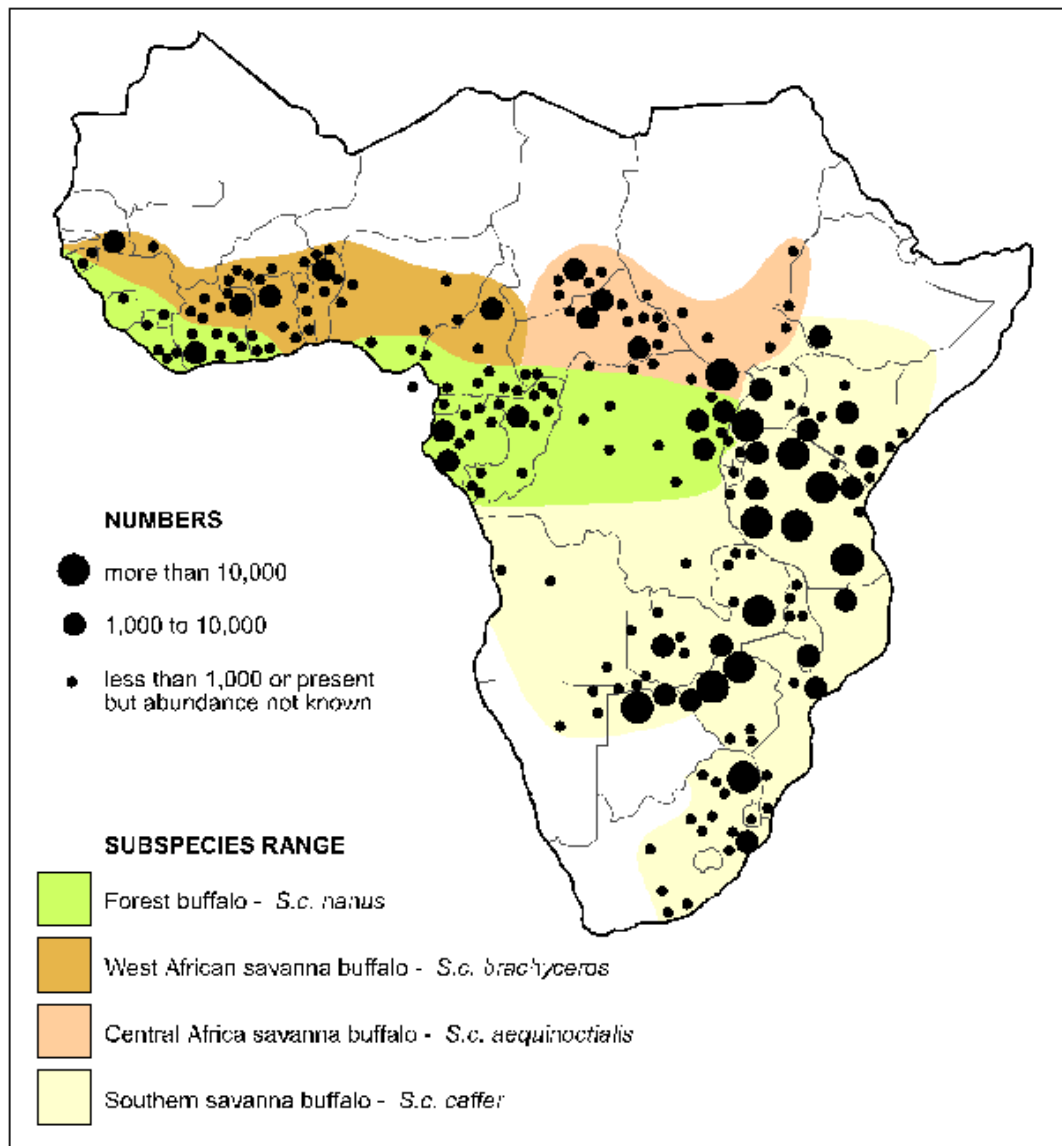 NUMBERS
more than 10,000
1,000 to 10,000
less than 1,000 or present
but abundance not known
SUBSPECIES RANGE
Forest buffalo - S.c. nanus
West African savanna buffalo - S.c. brachyceros
Central Africa savanna buffalo - S.c. aequinoctialis
Southern savanna buffalo - S.c. caffer